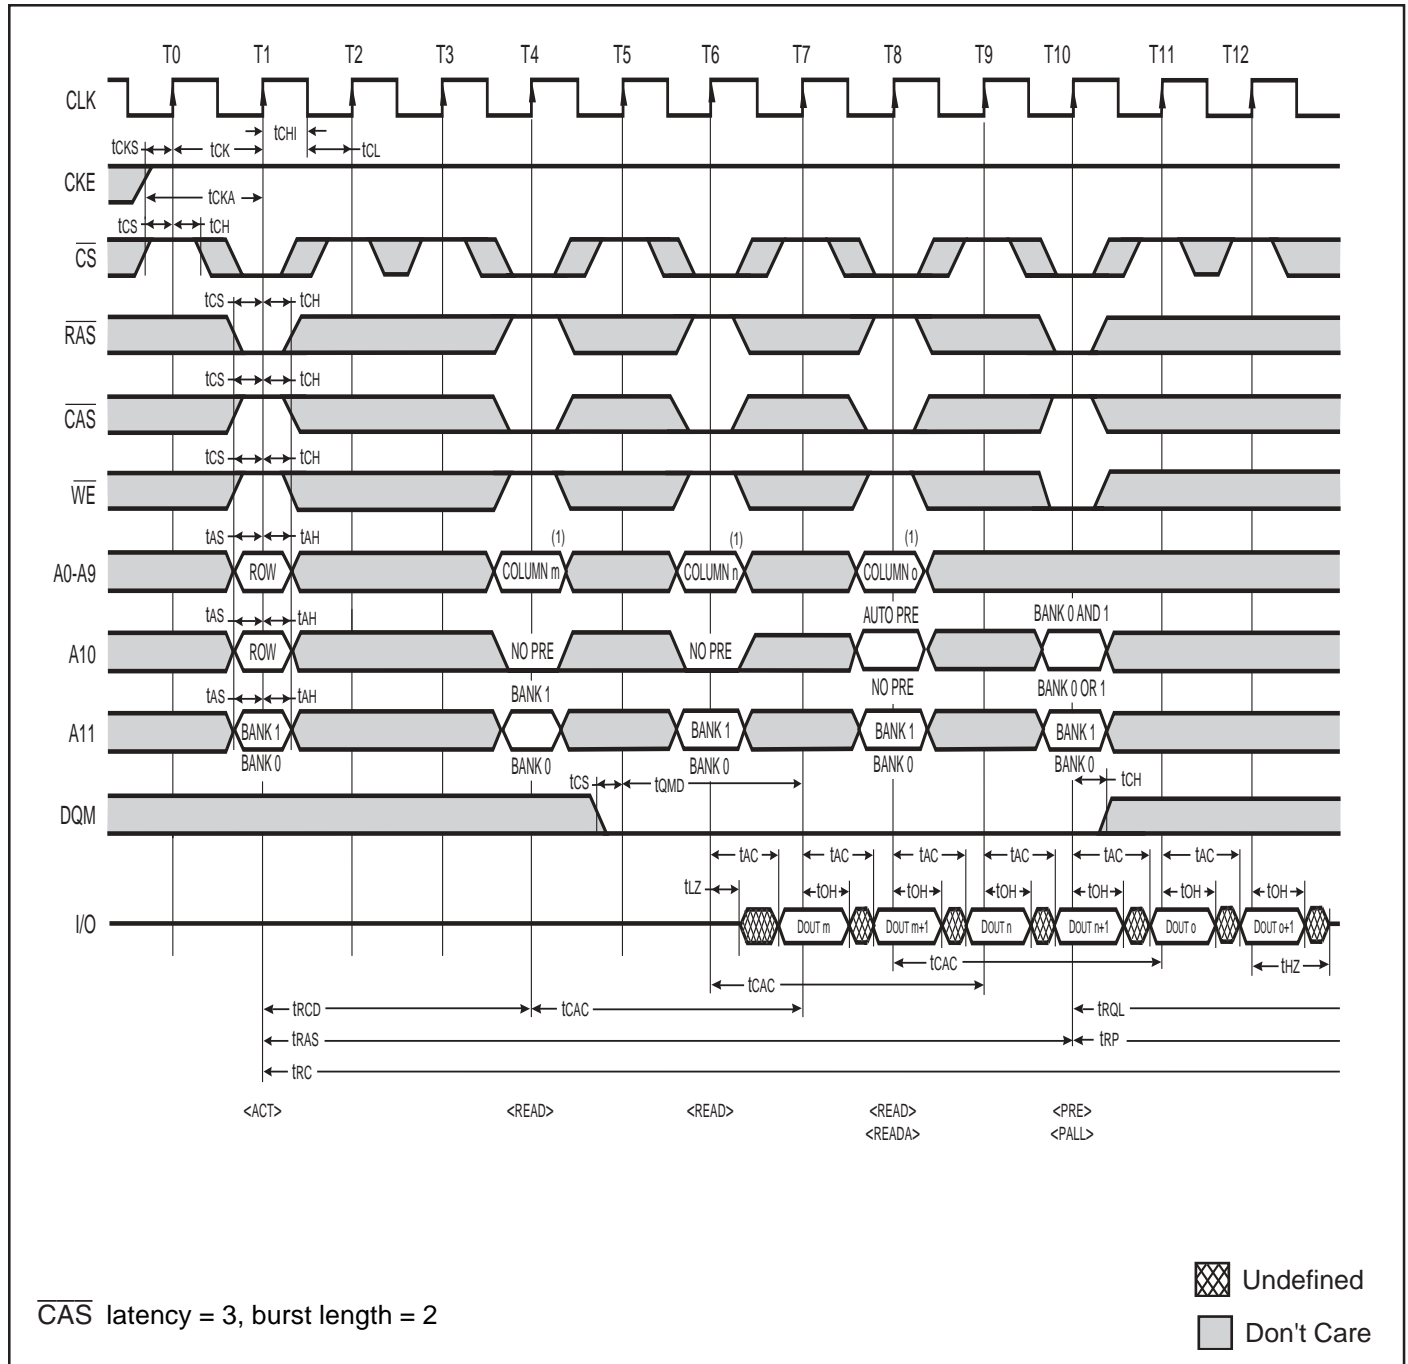 T0 T1 T2 T3 T4 T5 T6 T7 T8 T9 T10 T11 T12
CLK
tCHI
tCKS tCK tCL
CKE
tCKA
tCS tCH
CS
tCS tCH
RAS
tCS tCH
CAS
tCS tCH
WE
tAS tAH (1) (1) (1)
A0-A9 ROW COLUMN m COLUMN n COLUMN o
tAS tAH AUTO PRE BANK 0 AND 1
A10 ROW NO PRE NO PRE
tAS tAH BANK 1 NO PRE BANK 0 OR 1
A11 BANK 1 BANK 1 BANK 1 BANK 1
BANK 0 BANK 0 BANK 0 BANK 0 BANK 0
tCS tQMD tCH
DQM
tAC tAC tAC tAC tAC tAC
tLZ tOH tOH tOH tOH tOH tOH
I/O DOUT m DOUT m+1 DOUT n DOUT n+1 DOUT o DOUT o+1
tCAC tHZ
tCAC
tRCD tCAC tRQL
tRAS tRP
tRC
<ACT> <READ> <READ> <READ> <PRE>
<READA> <PALL>
Undefined
CAS latency = 3, burst length = 2
Don't Care